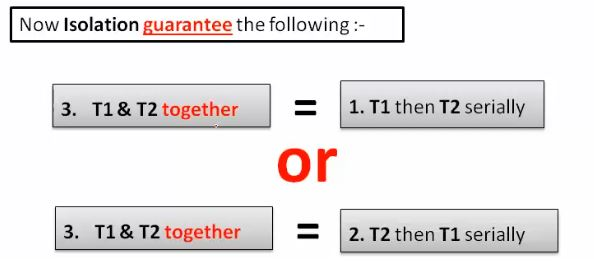 Now Isolation guarantee the following :-
3. T1 & T2 together = 1. T1 then T2 serially
or
3. T1 & T2 together = 2. T2 then T1 serially